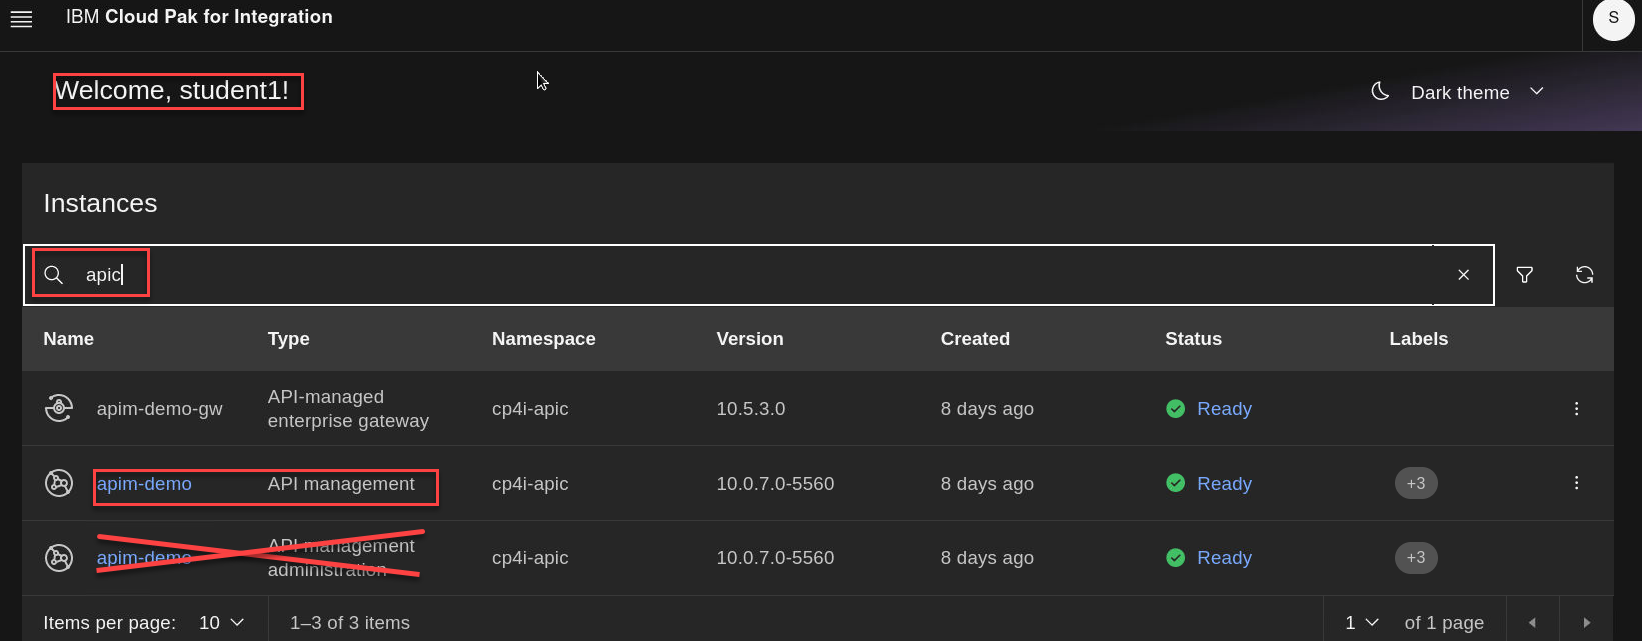 IBM Cloud Pak for Integration
S
Welcome, student1!
Dark theme
Instances
apic
Name Type Namespace Version Created Status Labels
apim-demo-gw API-managed enterprise gateway cp4i-apic 10.5.3.0 8 days ago Ready
apim-demo API management cp4i-apic 10.0.7.0-5560 8 days ago Ready +3
apim-demo API management administration cp4i-apic 10.0.7.0-5560 8 days ago Ready +3
Items per page: 10 1–3 of 3 items 1 of 1 page